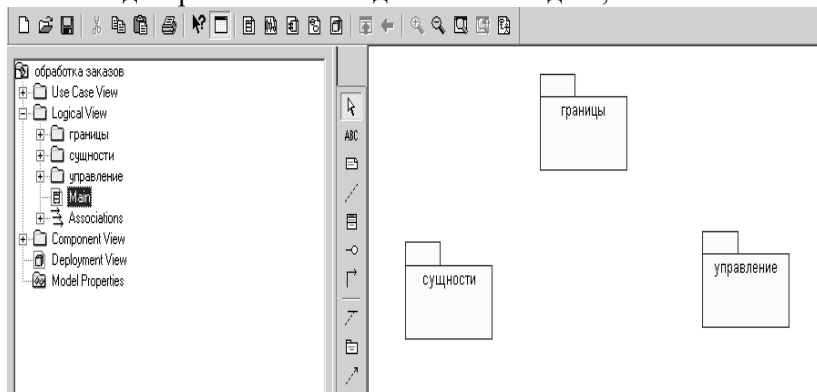 обработка заказов
Use Case View
Logical View
границы
сущности
управление
Main
Associations
Component View
Deployment View
Model Properties
ABC
границы
сущности
управление